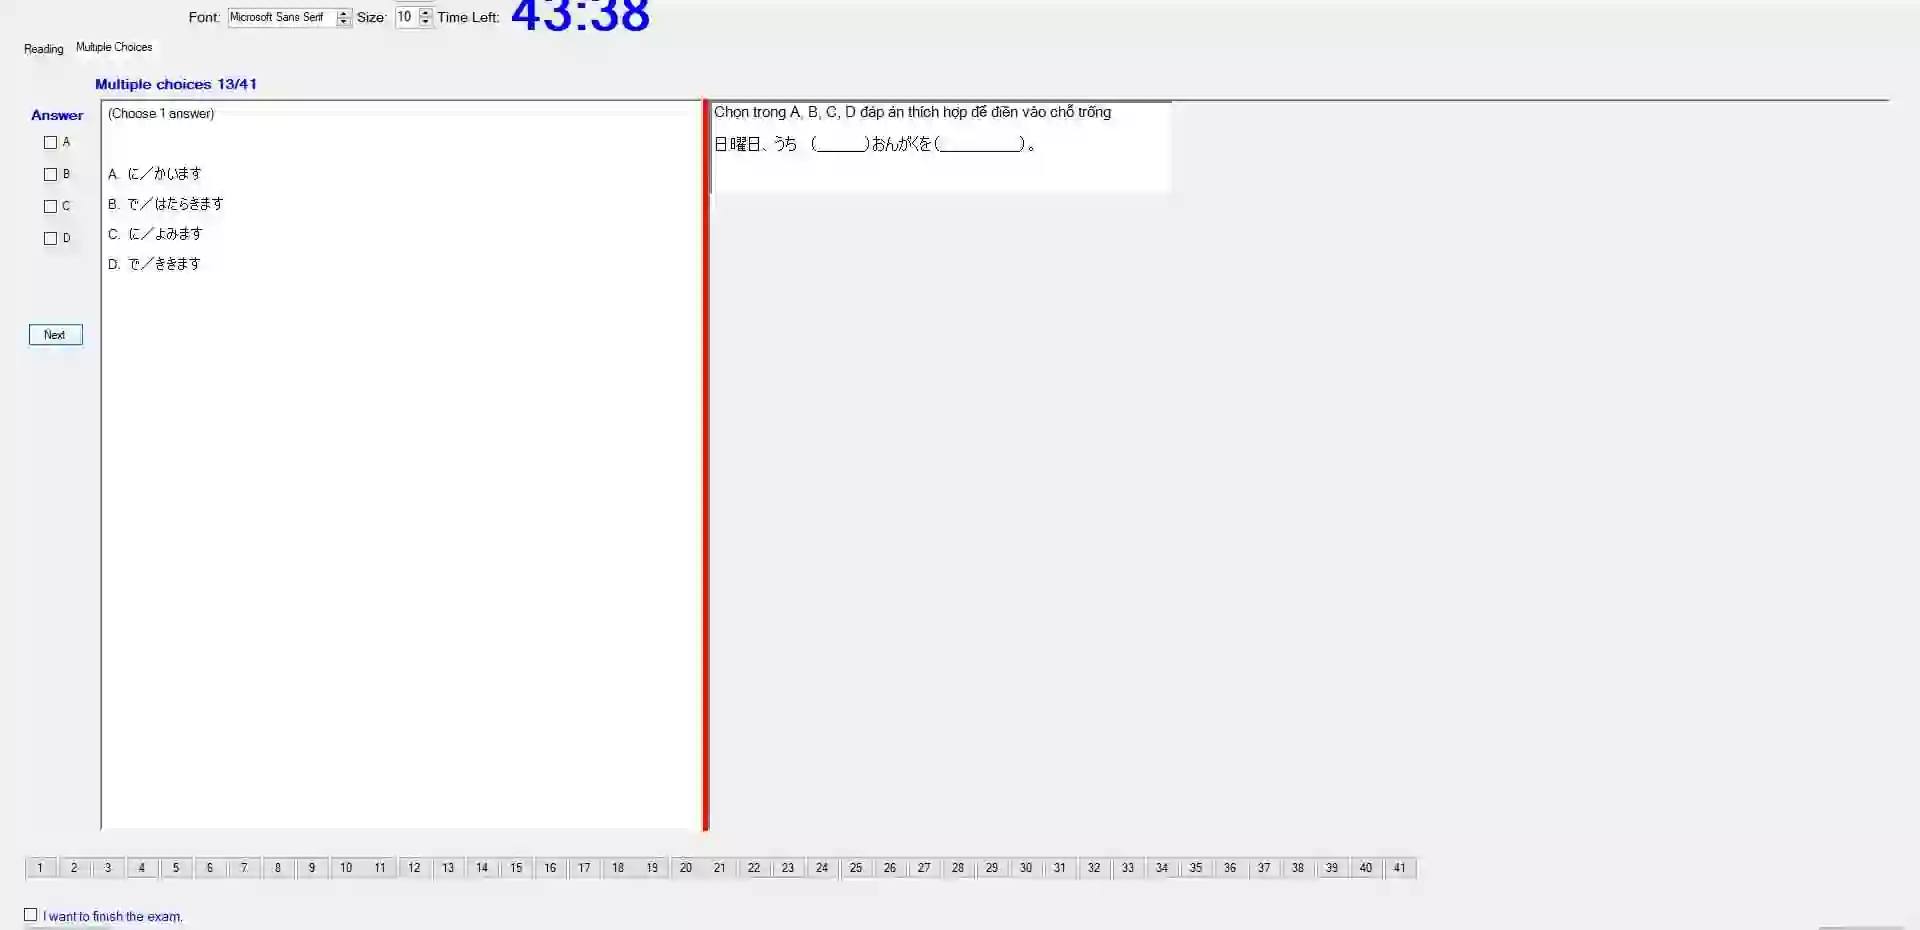 Font: Microsoft Sans Serif Size: 10 Time Left: 43:38
Reading Multiple Choices
Multiple choices 13/41
Answer
A
B
C
D
Next
(Choose 1 answer)
A. に／かいます
B. で／はたらきます
C. に／よみます
D. で／ききます
Chọn trong A, B, C, D đáp án thích hợp để điền vào chỗ trống
日曜日、うち (______)おんがくを(__________)。
1 2 3 4 5 6 7 8 9 10 11 12 13 14 15 16 17 18 19 20 21 22 23 24 25 26 27 28 29 30 31 32 33 34 35 36 37 38 39 40 41
I want to finish the exam.